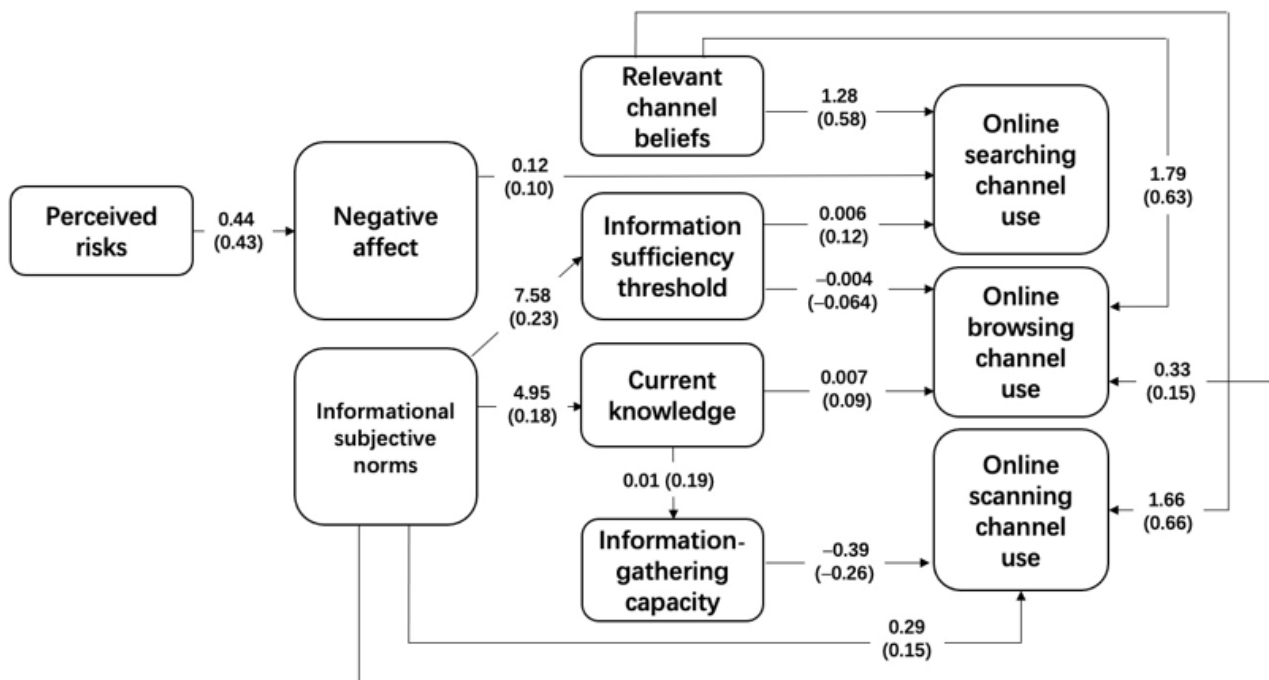 Perceived
risks
0.44
(0.43)
Negative
affect
Informational
subjective
norms
0.12
(0.10)
7.58
(0.23)
4.95
(0.18)
Relevant
channel
beliefs
Information
sufficiency
threshold
Current
knowledge
0.01 (0.19)
Information-
gathering
capacity
1.28
(0.58)
0.006
(0.12)
−0.004
(−0.064)
0.007
(0.09)
−0.39
(−0.26)
0.29
(0.15)
Online
searching
channel
use
Online
browsing
channel
use
Online
scanning
channel
use
1.79
(0.63)
0.33
(0.15)
1.66
(0.66)